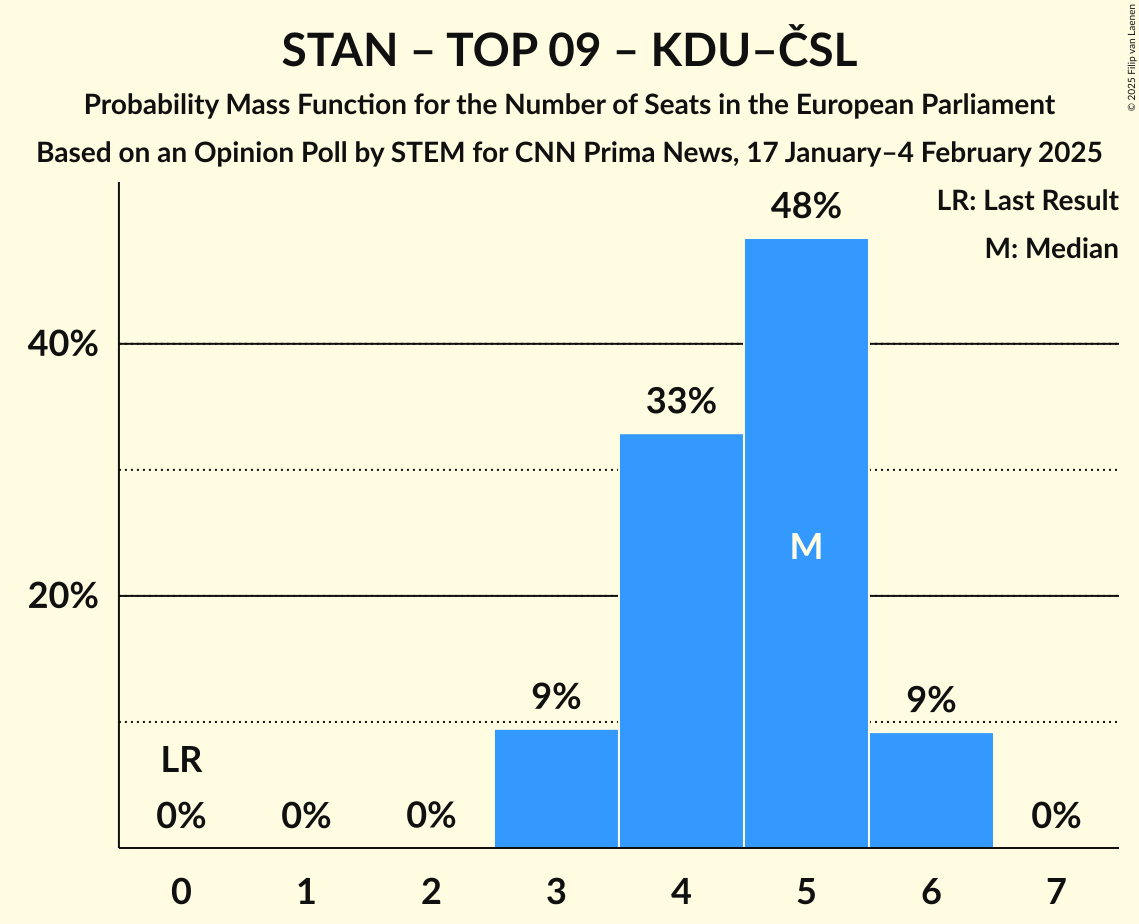 STAN – TOP 09 – KDU–ČSL
Probability Mass Function for the Number of Seats in the European Parliament
Based on an Opinion Poll by STEM for CNN Prima News, 17 January–4 February 2025
© 2025 Filip van Laenen
LR: Last Result
M: Median
48%
40%
33%
M
20%
9%
9%
LR
0%
0%
0%
0%
0 1 2 3 4 5 6 7